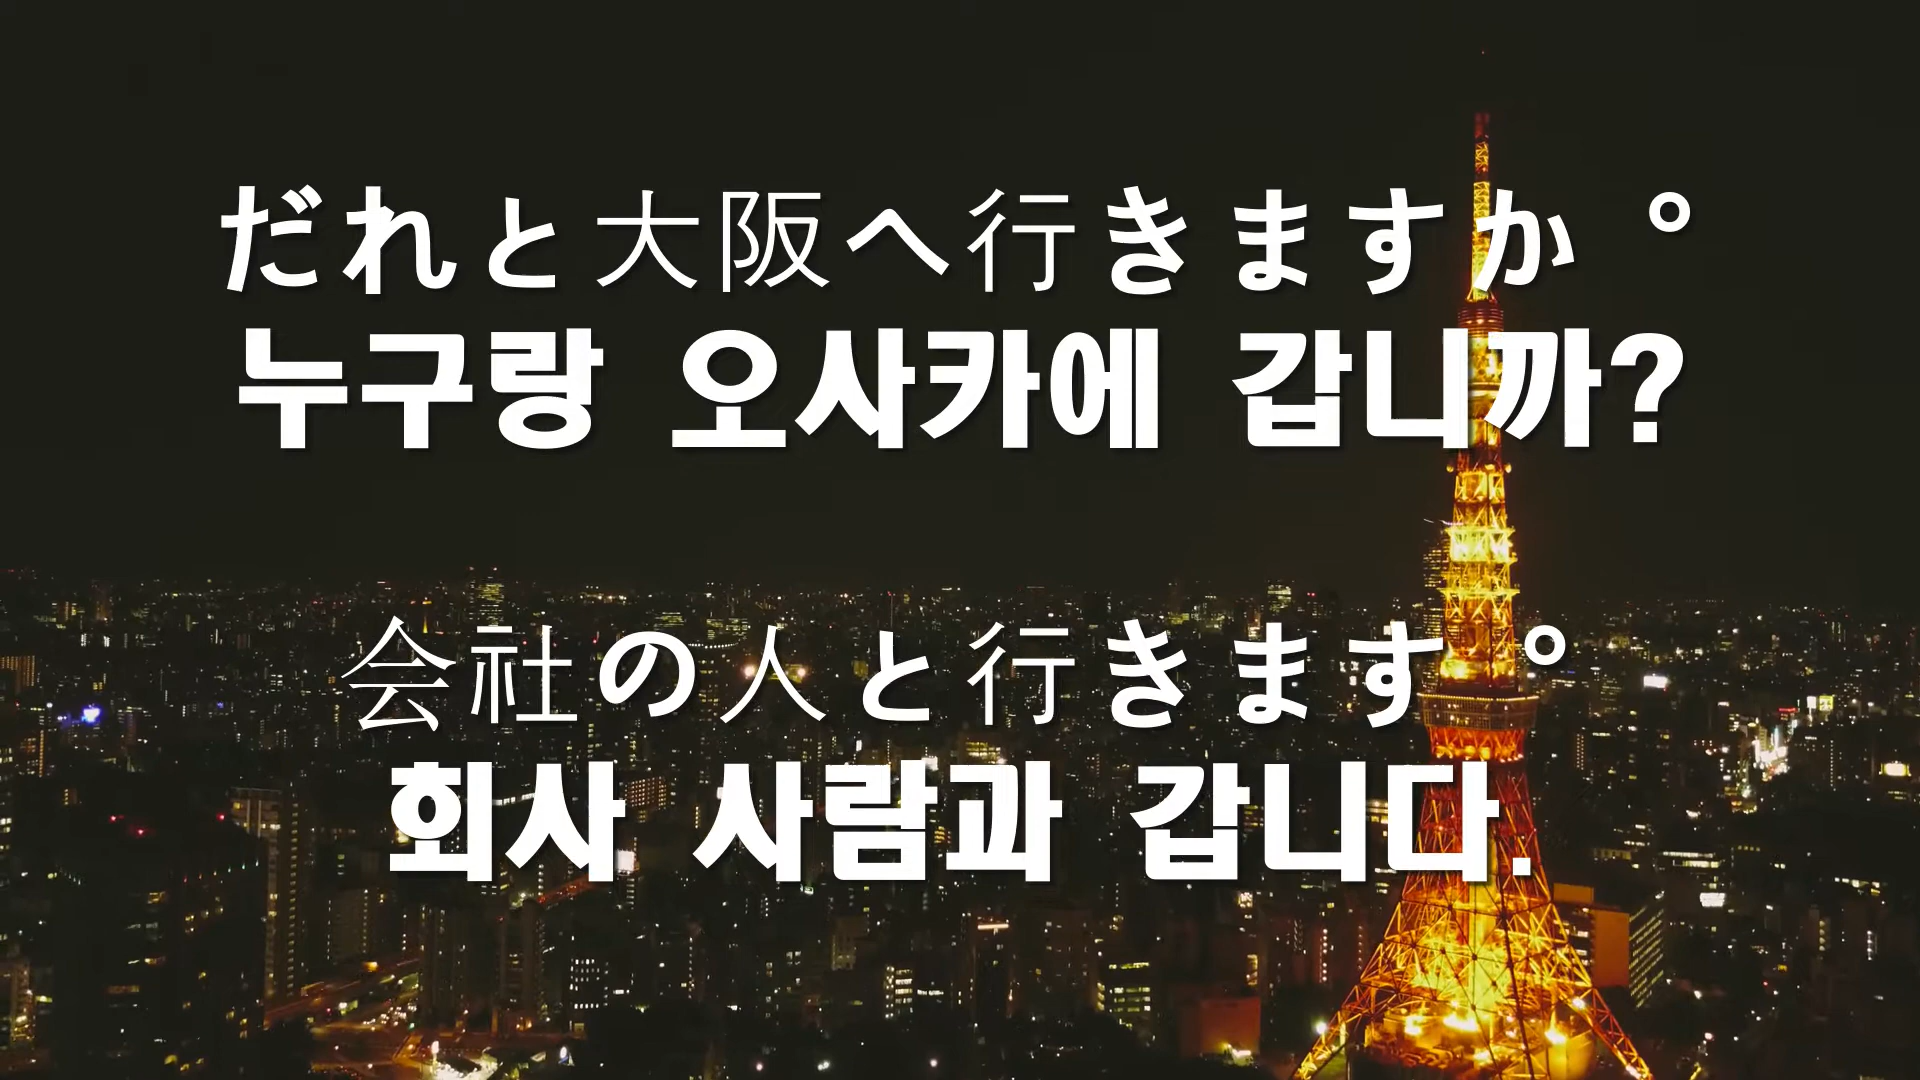 だれと大阪へ行きますか゜
누구랑 오사카에 갑니까?
会社の人と行きます゜
회사 사람과 갑니다.